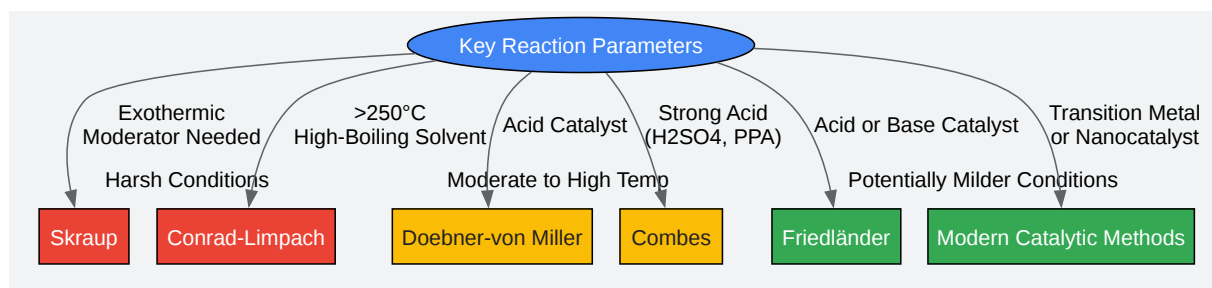 Key Reaction Parameters
Exothermic
Moderator Needed
>250°C
High-Boiling Solvent
Acid Catalyst
Strong Acid
(H2SO4, PPA)
Acid or Base Catalyst
Transition Metal
or Nanocatalyst
Harsh Conditions
Moderate to High Temp
Potentially Milder Conditions
Skraup
Conrad-Limpach
Doebner-von Miller
Combes
Friedländer
Modern Catalytic Methods